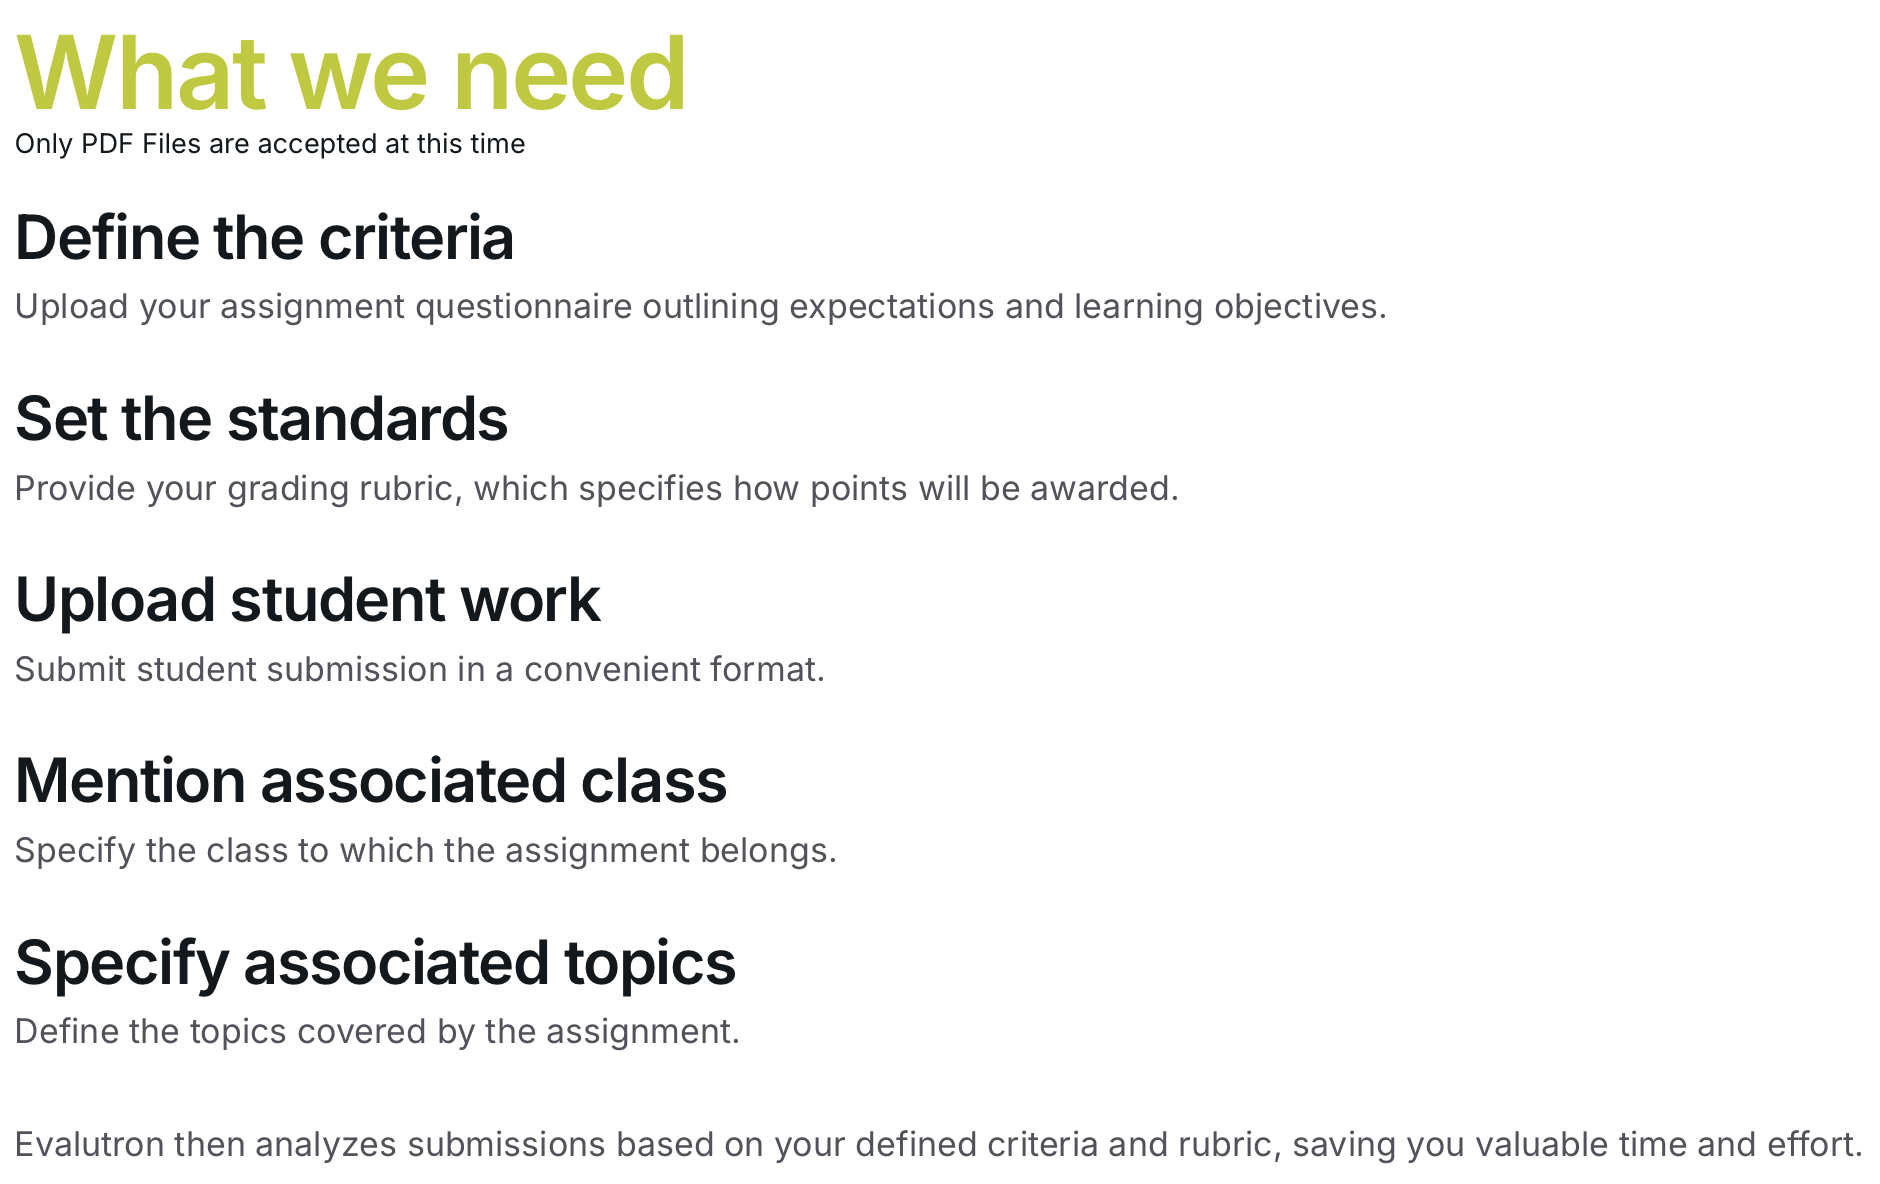 What we need
Only PDF Files are accepted at this time
Define the criteria
Upload your assignment questionnaire outlining expectations and learning objectives.
Set the standards
Provide your grading rubric, which specifies how points will be awarded.
Upload student work
Submit student submission in a convenient format.
Mention associated class
Specify the class to which the assignment belongs.
Specify associated topics
Define the topics covered by the assignment.
Evalutron then analyzes submissions based on your defined criteria and rubric, saving you valuable time and effort.